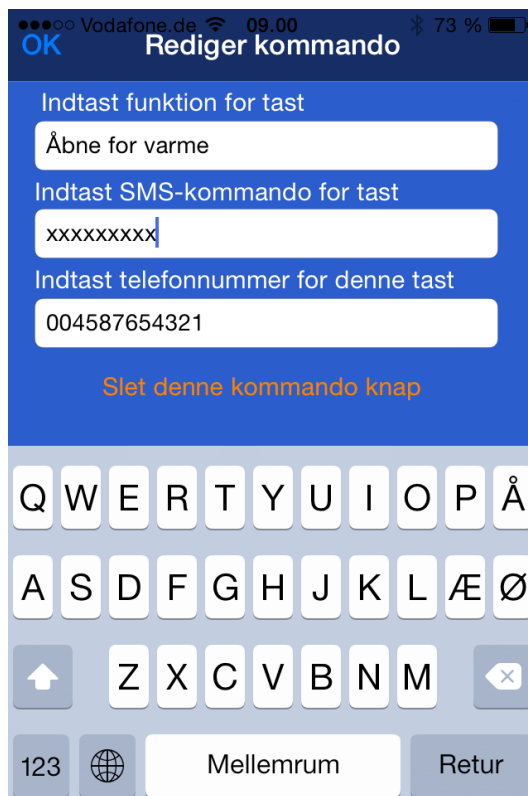 Vodafone.de 09.00 73 %
OK Rediger kommando
Indtast funktion for tast
Åbne for varme
Indtast SMS-kommando for tast
xxxxxxxxx
Indtast telefonnummer for denne tast
004587654321
Slet denne kommando knap
Q W E R T Y U I O P Å
A S D F G H J K L Æ Ø
Z X C V B N M
123 Mellemrum Retur